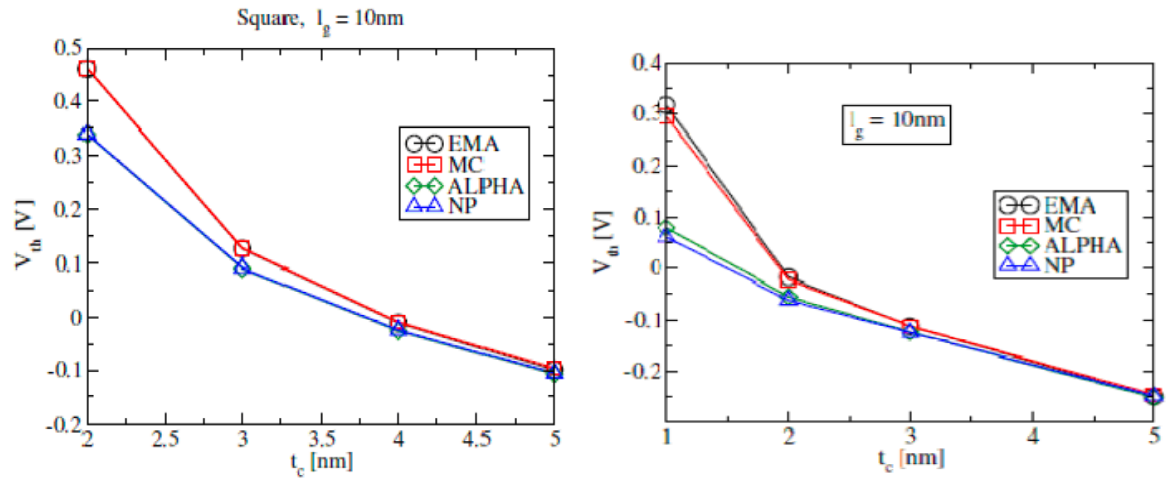 Square, l_g = 10nm
0.5
0.4
0.3
0.2
0.1
0
-0.1
-0.2
V_th [V]
EMA
MC
ALPHA
NP
2 2.5 3 3.5 4 4.5 5
t_c [nm]
0.4
0.3
0.2
0.1
0
-0.1
-0.2
V_th [V]
l_g = 10nm
EMA
MC
ALPHA
NP
1 2 3 4 5
t_c [nm]